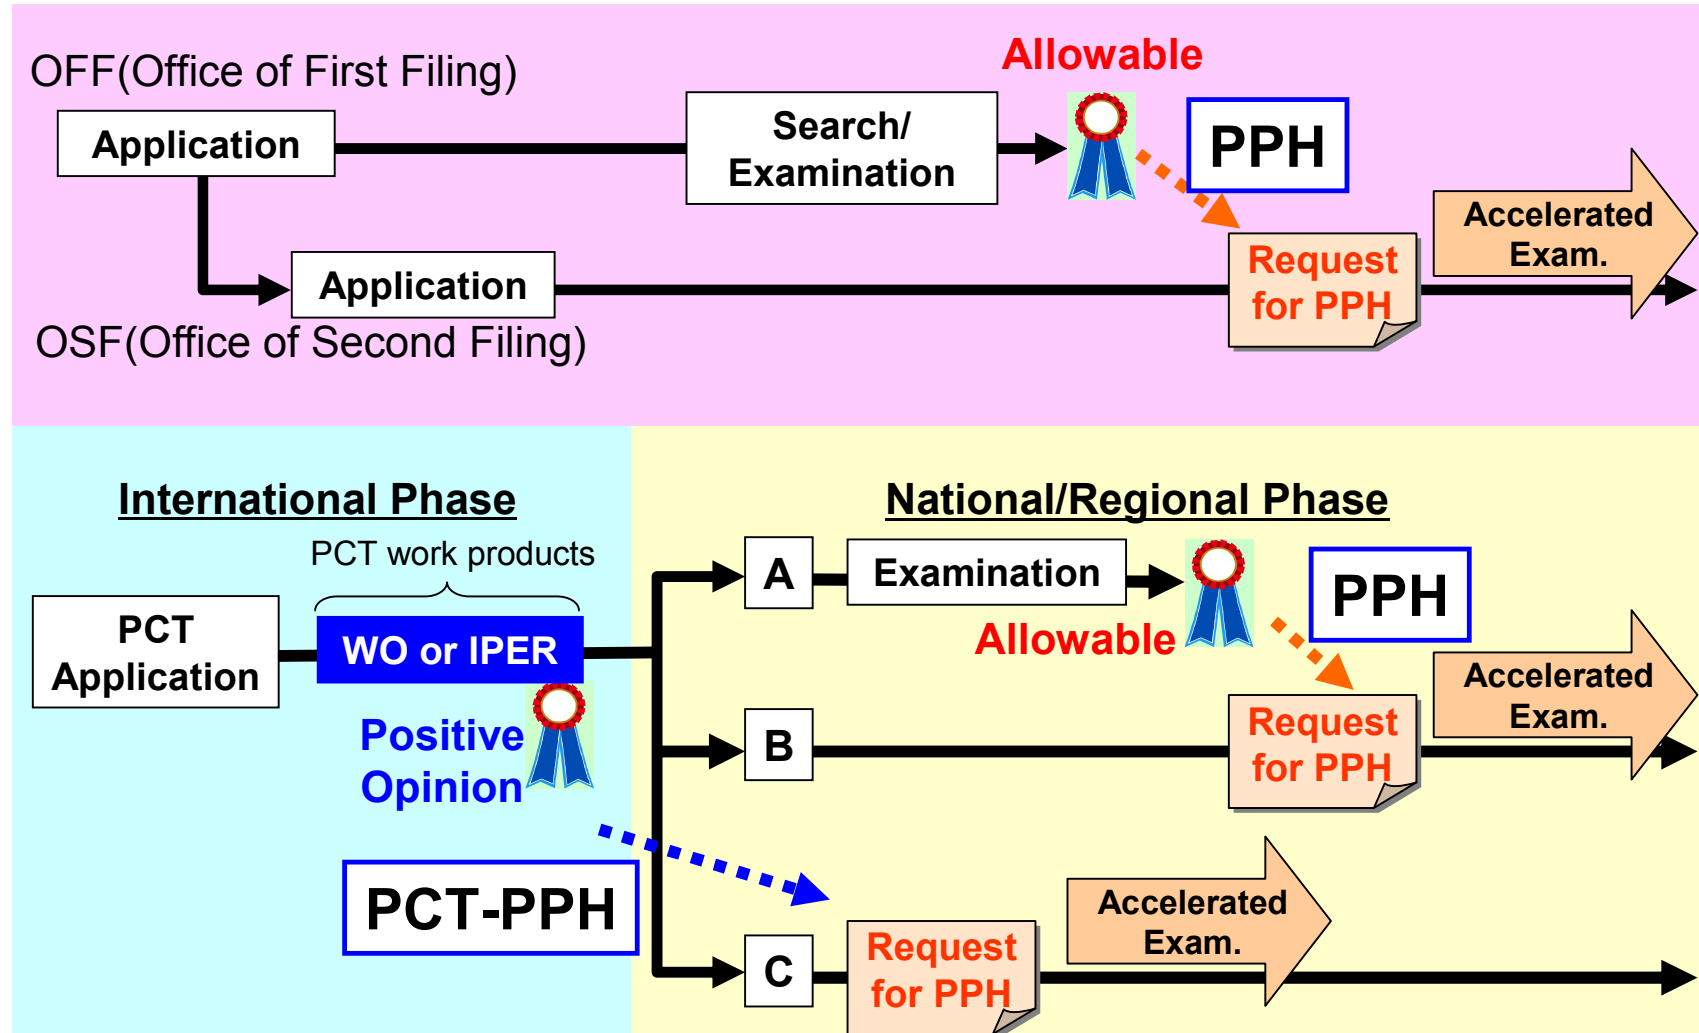 OFF(Office of First Filing)
Allowable
Application
Search/
Examination
PPH
Accelerated
Exam.
Request
for PPH
Application
OSF(Office of Second Filing)
International Phase
National/Regional Phase
PCT work products
PCT
Application
WO or IPER
Positive
Opinion
PCT-PPH
A
Examination
Allowable
PPH
Accelerated
Exam.
B
Request
for PPH
Accelerated
Exam.
C
Request
for PPH